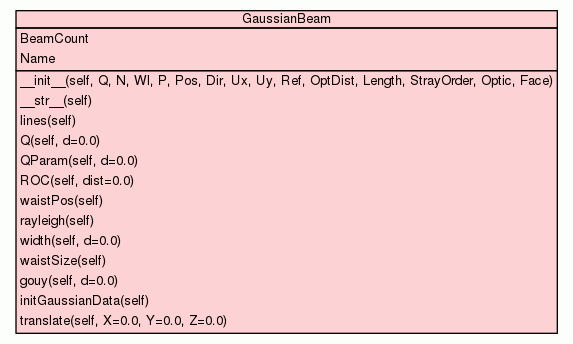 GaussianBeam
BeamCount
Name
__init__(self, Q, N, Wl, P, Pos, Dir, Ux, Uy, Ref, OptDist, Length, StrayOrder, Optic, Face)
__str__(self)
lines(self)
Q(self, d=0.0)
QParam(self, d=0.0)
ROC(self, dist=0.0)
waistPos(self)
rayleigh(self)
width(self, d=0.0)
waistSize(self)
gouy(self, d=0.0)
initGaussianData(self)
translate(self, X=0.0, Y=0.0, Z=0.0)